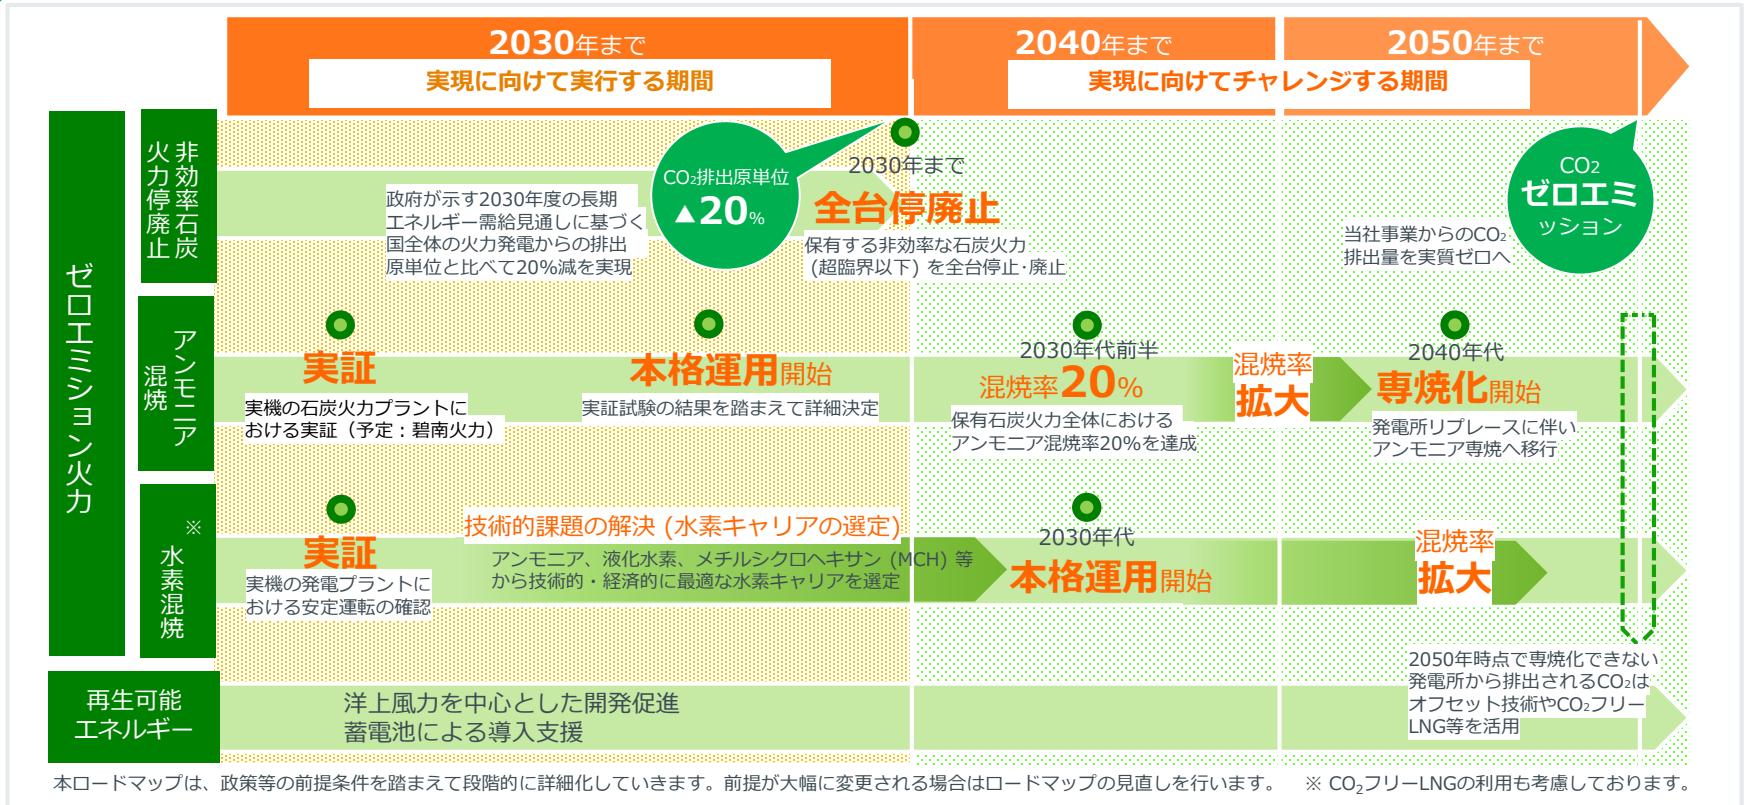 2030年まで
実現に向けて実行する期間
2040年まで
2050年まで
実現に向けてチャレンジする期間
ゼロエミション火力
非効率石炭
火力停廃止
政府が示す2030年度の長期
エネルギー需給見通しに基づく
国全体の火力発電からの排出
原単位と比べて20%減を実現
CO₂排出原単位
▲20%
2030年まで
全台停廃止
保有する非効率な石炭火力
(超臨界以下) を全台停止・廃止
当社事業からのCO₂
排出量を実質ゼロへ
CO₂
ゼロエミ
ッション
アンモニア
混焼
実証
実機の石炭火力プラントに
おける実証（予定：碧南火力）
本格運用開始
実証試験の結果を踏まえて詳細決定
2030年代前半
混焼率20%
保有石炭火力全体における
アンモニア混焼率20%を達成
混焼率
拡大
2040年代
専焼化開始
発電所リプレースに伴い
アンモニア専焼へ移行
※
水素混焼
実証
実機の発電プラントに
おける安定運転の確認
技術的課題の解決 (水素キャリアの選定)
アンモニア、液化水素、メチルシクロヘキサン (MCH) 等
から技術的・経済的に最適な水素キャリアを選定
2030年代
本格運用開始
混焼率
拡大
2050年時点で専焼化できない
発電所から排出されるCO₂は
オフセット技術やCO₂フリー
LNG等を活用
再生可能
エネルギー
洋上風力を中心とした開発促進
蓄電池による導入支援
本ロードマップは、政策等の前提条件を踏まえて段階的に詳細化していきます。前提が大幅に変更される場合はロードマップの見直しを行います。 ※ CO₂フリーLNGの利用も考慮しております。